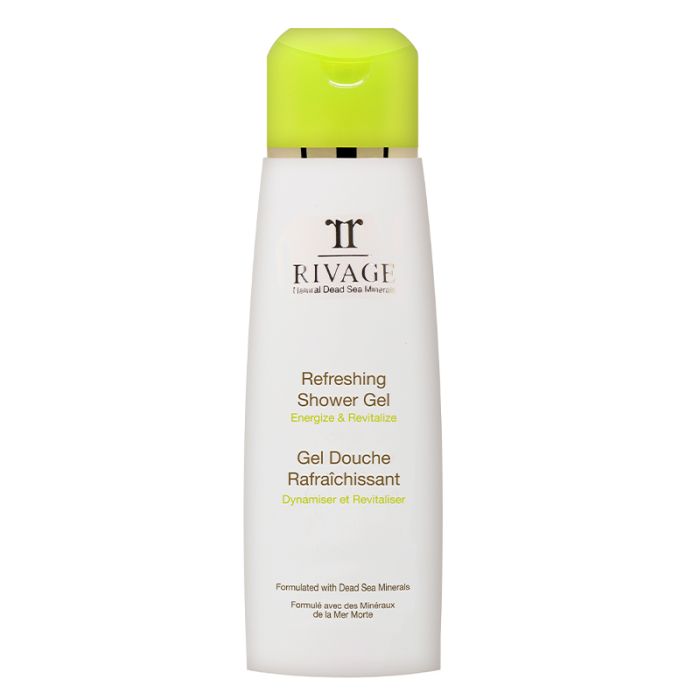 RIVAGE
Natural Dead Sea Minerals
Refreshing
Shower Gel
Energize & Revitalize
Gel Douche
Rafraîchissant
Dynamiser et Revitaliser
Formulated with Dead Sea Minerals
Formulé avec des Minéraux
de la Mer Morte